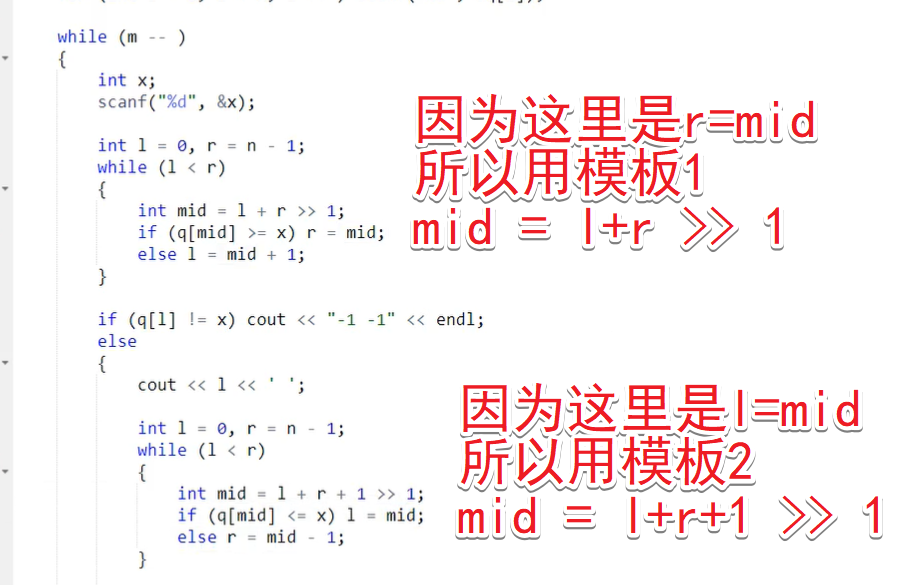 while (m -- )
{
int x;
scanf("%d", &x);
int l = 0, r = n - 1;
while (l < r)
{
int mid = l + r >> 1;
if (q[mid] >= x) r = mid;
else l = mid + 1;
}
因为这里是r=mid
所以用模板1
mid = l+r >> 1
if (q[l] != x) cout << "-1 -1" << endl;
else
{
cout << l << ' ';
int l = 0, r = n - 1;
while (l < r)
{
int mid = l + r + 1 >> 1;
if (q[mid] <= x) l = mid;
else r = mid - 1;
}
因为这里是l=mid
所以用模板2
mid = l+r+1 >> 1